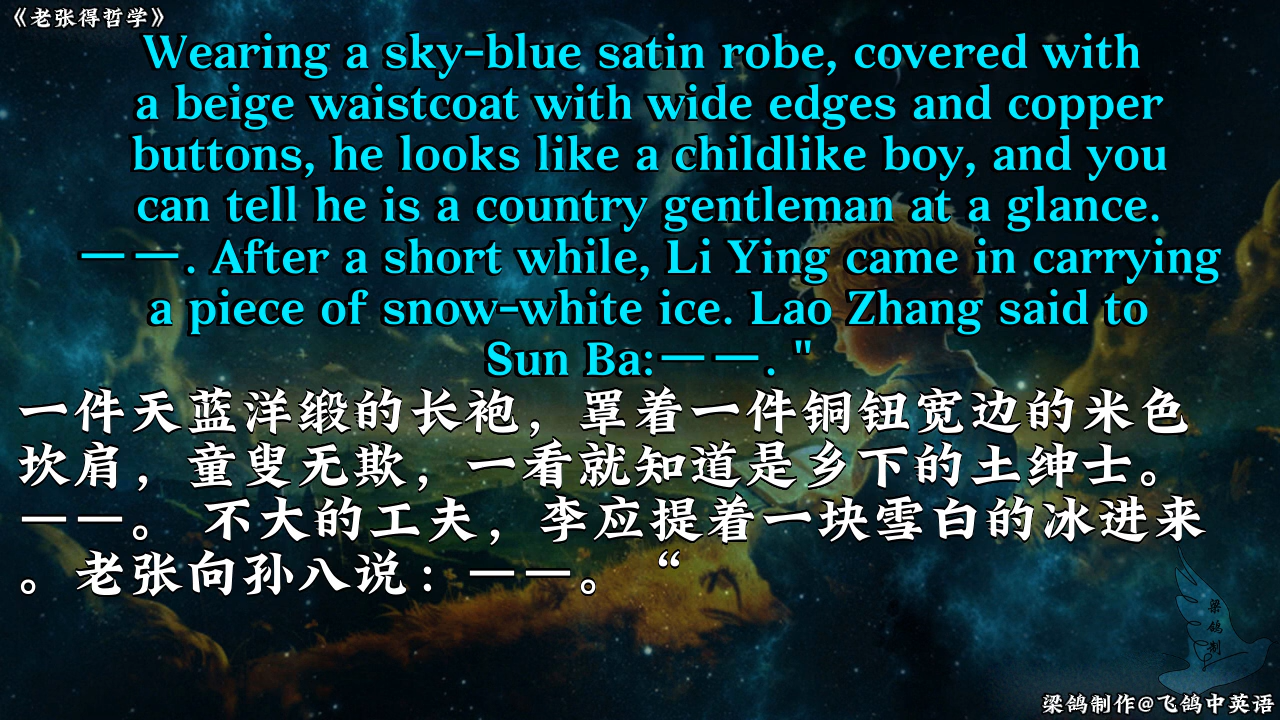 《老张得哲学》
Wearing a sky-blue satin robe, covered with
a beige waistcoat with wide edges and copper
buttons, he looks like a childlike boy, and you
can tell he is a country gentleman at a glance.
——. After a short while, Li Ying came in carrying
a piece of snow-white ice. Lao Zhang said to
Sun Ba:——. "
一件天蓝洋缎的长袍，罩着一件铜钮宽边的米色
坎肩，童叟无欺，一看就知道是乡下的土绅士。
——。 不大的工夫，李应提着一块雪白的冰进来
。老张向孙八说：——。“
梁鸽制
梁鸽制作@飞鸽中英语